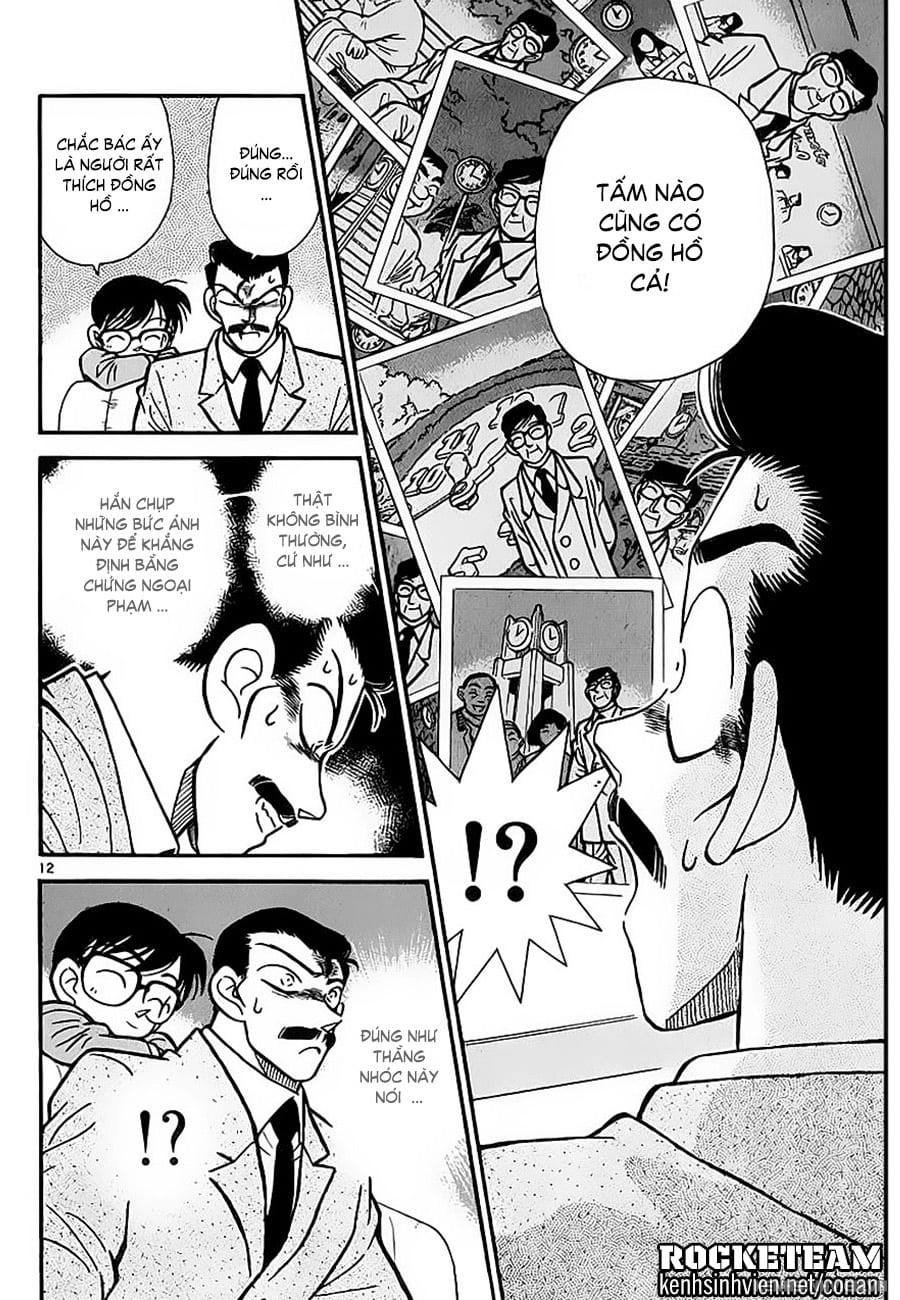 TẤM NÀO
CŨNG CÓ
ĐỒNG HỒ
CẢ!
ĐÚNG...
ĐÚNG RỒI
...
CHẮC BÁC ẤY
LÀ NGƯỜI RẤT
THÍCH ĐỒNG
HỒ ...
!?
THẬT
KHÔNG BÌNH
THƯỜNG,
CỨ NHƯ ...
HẮN CHỤP
NHỮNG BỨC ẢNH
NÀY ĐỂ KHẲNG
ĐỊNH BẰNG
CHỨNG NGOẠI
PHẠM ...
12
ĐÚNG NHƯ
THẰNG
NHÓC NÀY
NÓI ...
!?
ROCKETEAM
kenhsinhvien.net/conan